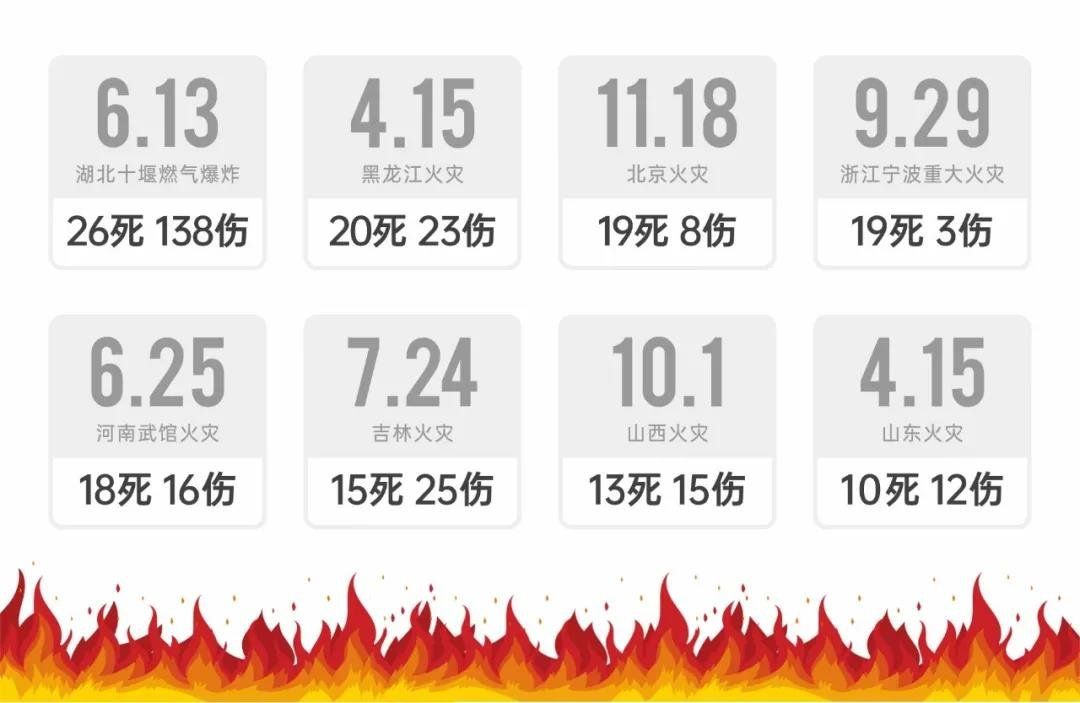 6.13
湖北十堰燃气爆炸
26死 138伤
4.15
黑龙江火灾
20死 23伤
11.18
北京火灾
19死 8伤
9.29
浙江宁波重大火灾
19死 3伤
6.25
河南武馆火灾
18死 16伤
7.24
吉林火灾
15死 25伤
10.1
山西火灾
13死 15伤
4.15
山东火灾
10死 12伤